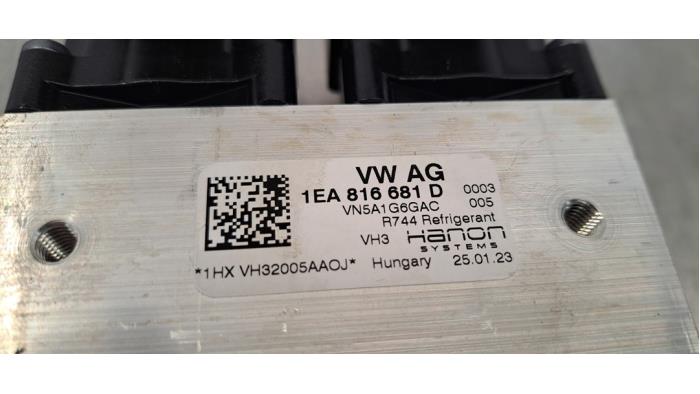 VW AG
1EA 816 681 D 0003
VN5A1G6GAC 005
R744 Refrigerant
VH3 Hanon
SYSTEMS
*1HX VH32005AAOJ* Hungary 25.01.23